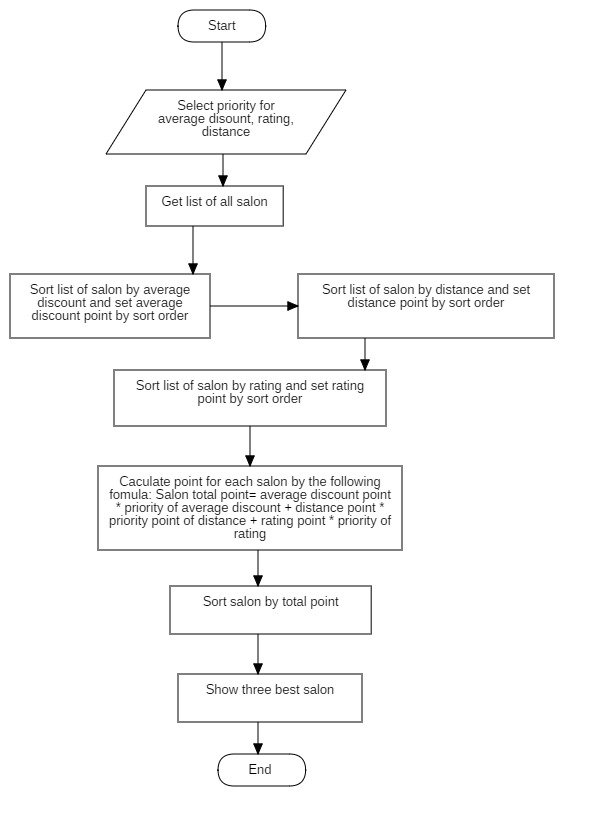 Start
Select priority for
average disount, rating,
distance
Get list of all salon
Sort list of salon by average
discount and set average
discount point by sort order
Sort list of salon by distance and set
distance point by sort order
Sort list of salon by rating and set rating
point by sort order
Caculate point for each salon by the following
fomula: Salon total point= average discount point
* priority of average discount + distance point *
priority point of distance + rating point * priority of
rating
Sort salon by total point
Show three best salon
End